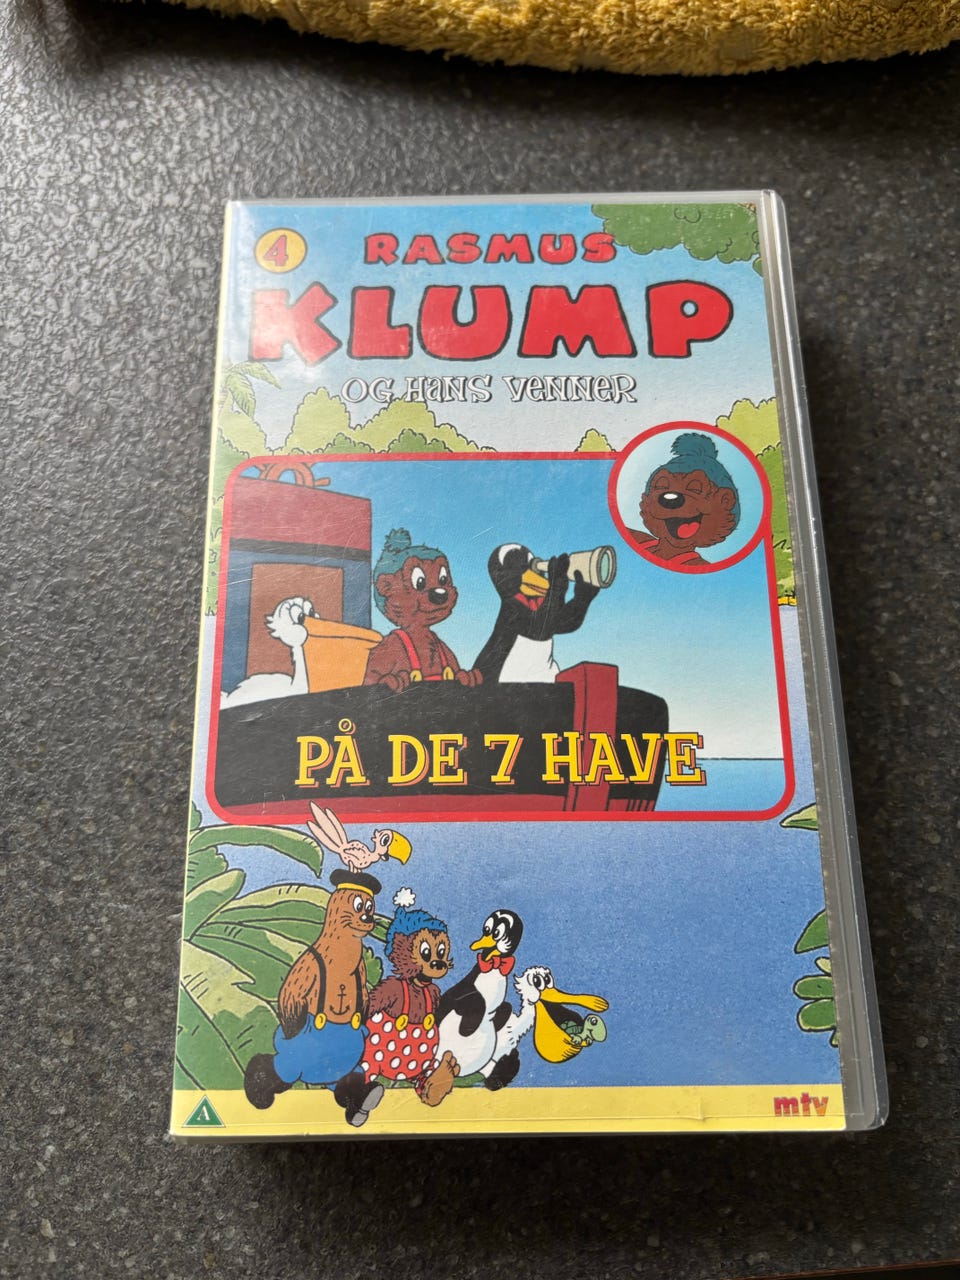 4
RASMUS
KLUMP
OG HANS VENNER
PÅ DE 7 HAVE
A
mtv